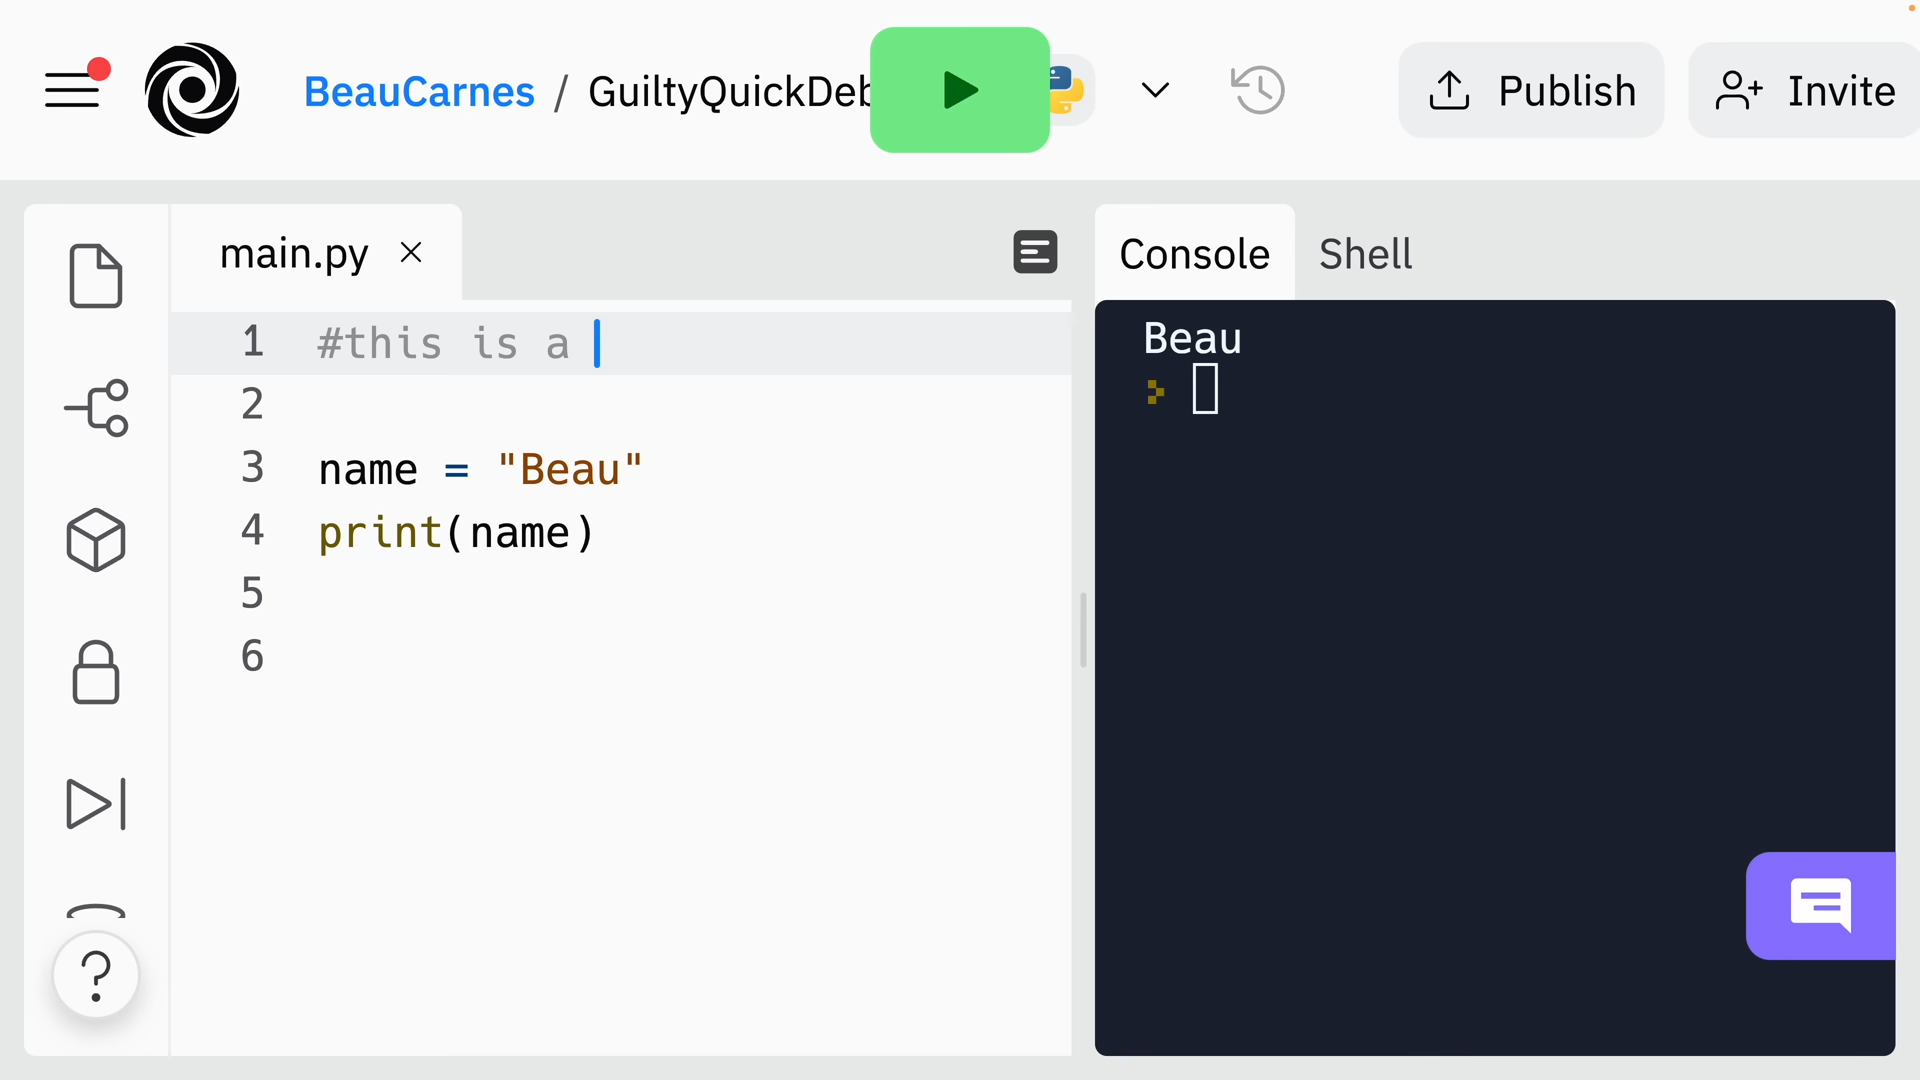 BeauCarnes / GuiltyQuickDeb
Publish
Invite
main.py
Console
Shell
1 #this is a
2
3 name = "Beau"
4 print(name)
5
6
Beau
?